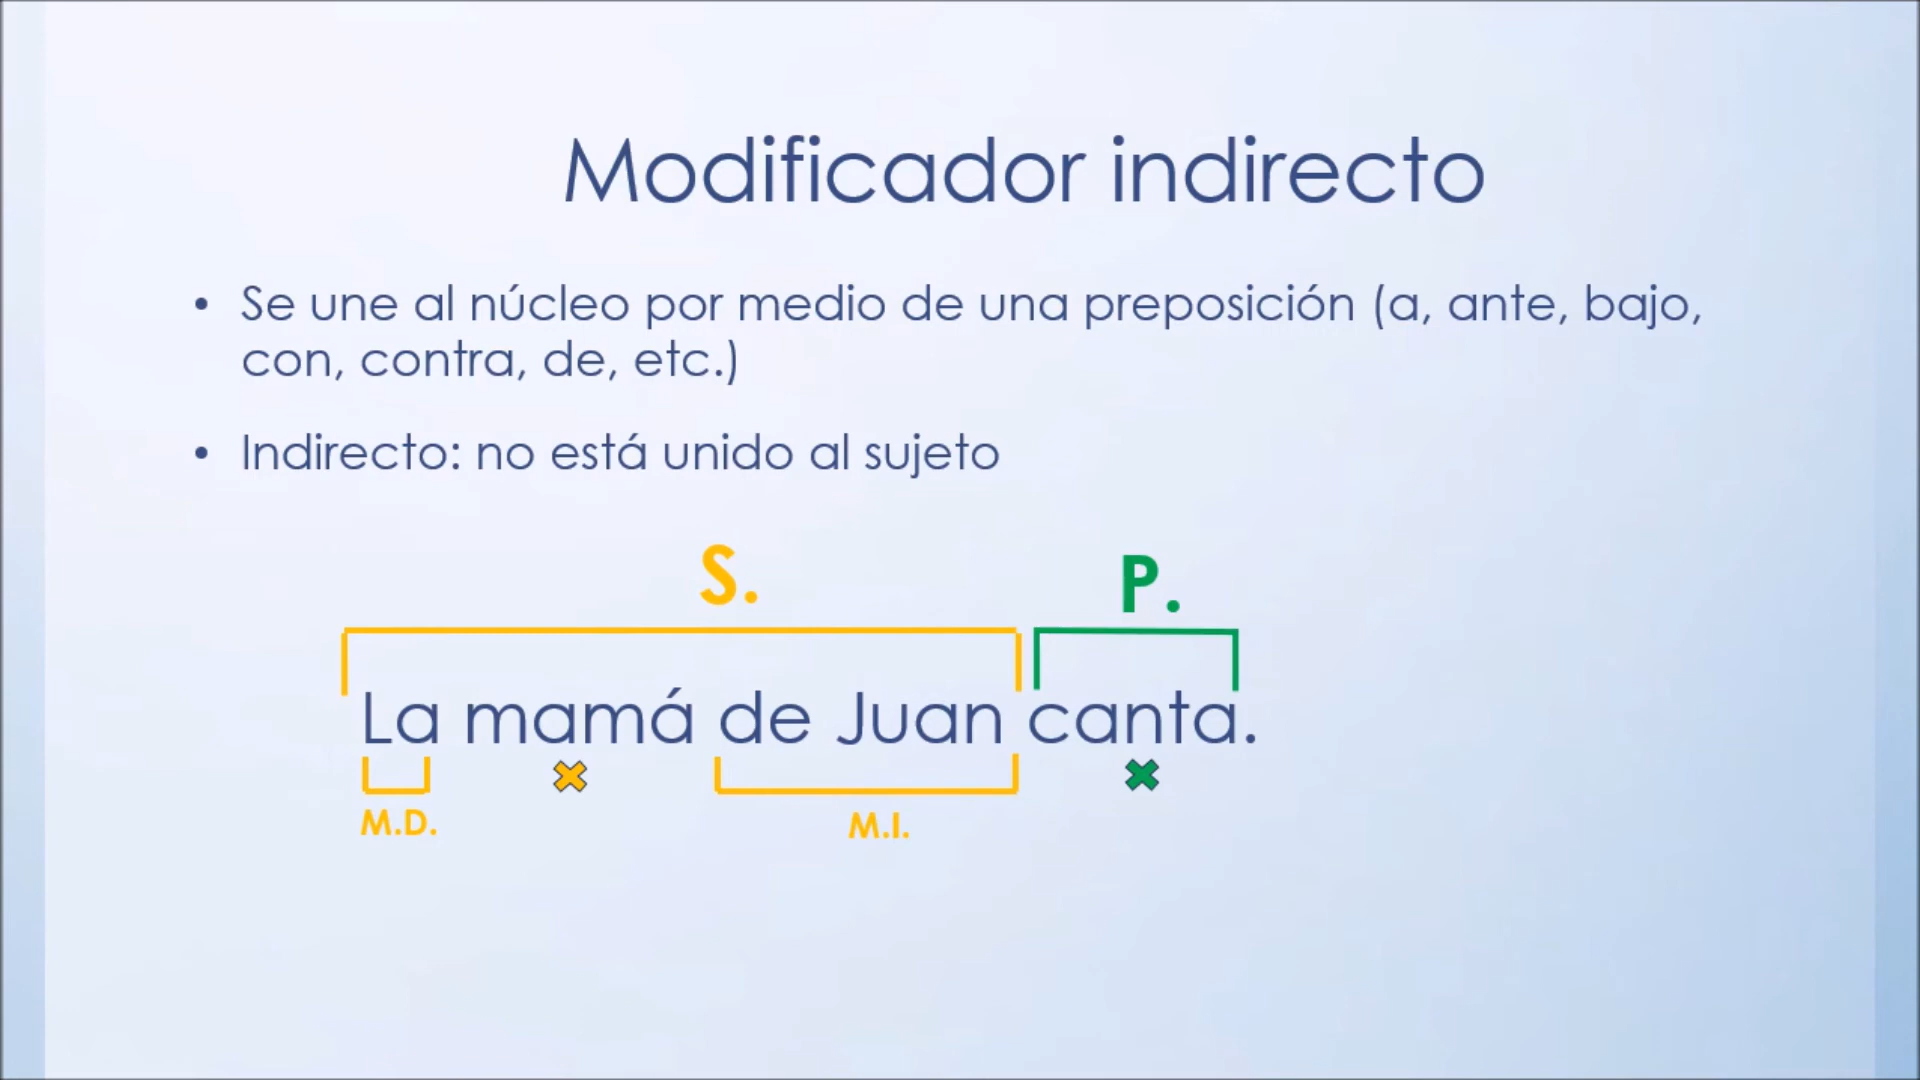 Modificador indirecto
• Se une al núcleo por medio de una preposición (a, ante, bajo,
con, contra, de, etc.)
• Indirecto: no está unido al sujeto
S. P.
La mamá de Juan canta.
M.D. M.I.